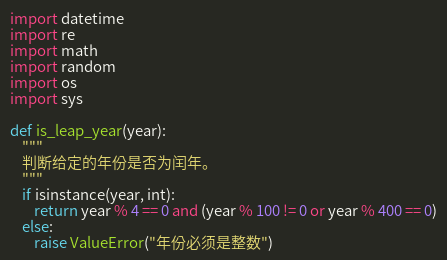 import datetime
import re
import math
import random
import os
import sys

def is_leap_year(year):
    """
    判断给定的年份是否为闰年。
    """
    if isinstance(year, int):
        return year % 4 == 0 and (year % 100 != 0 or year % 400 == 0)
    else:
        raise ValueError("年份必须是整数")